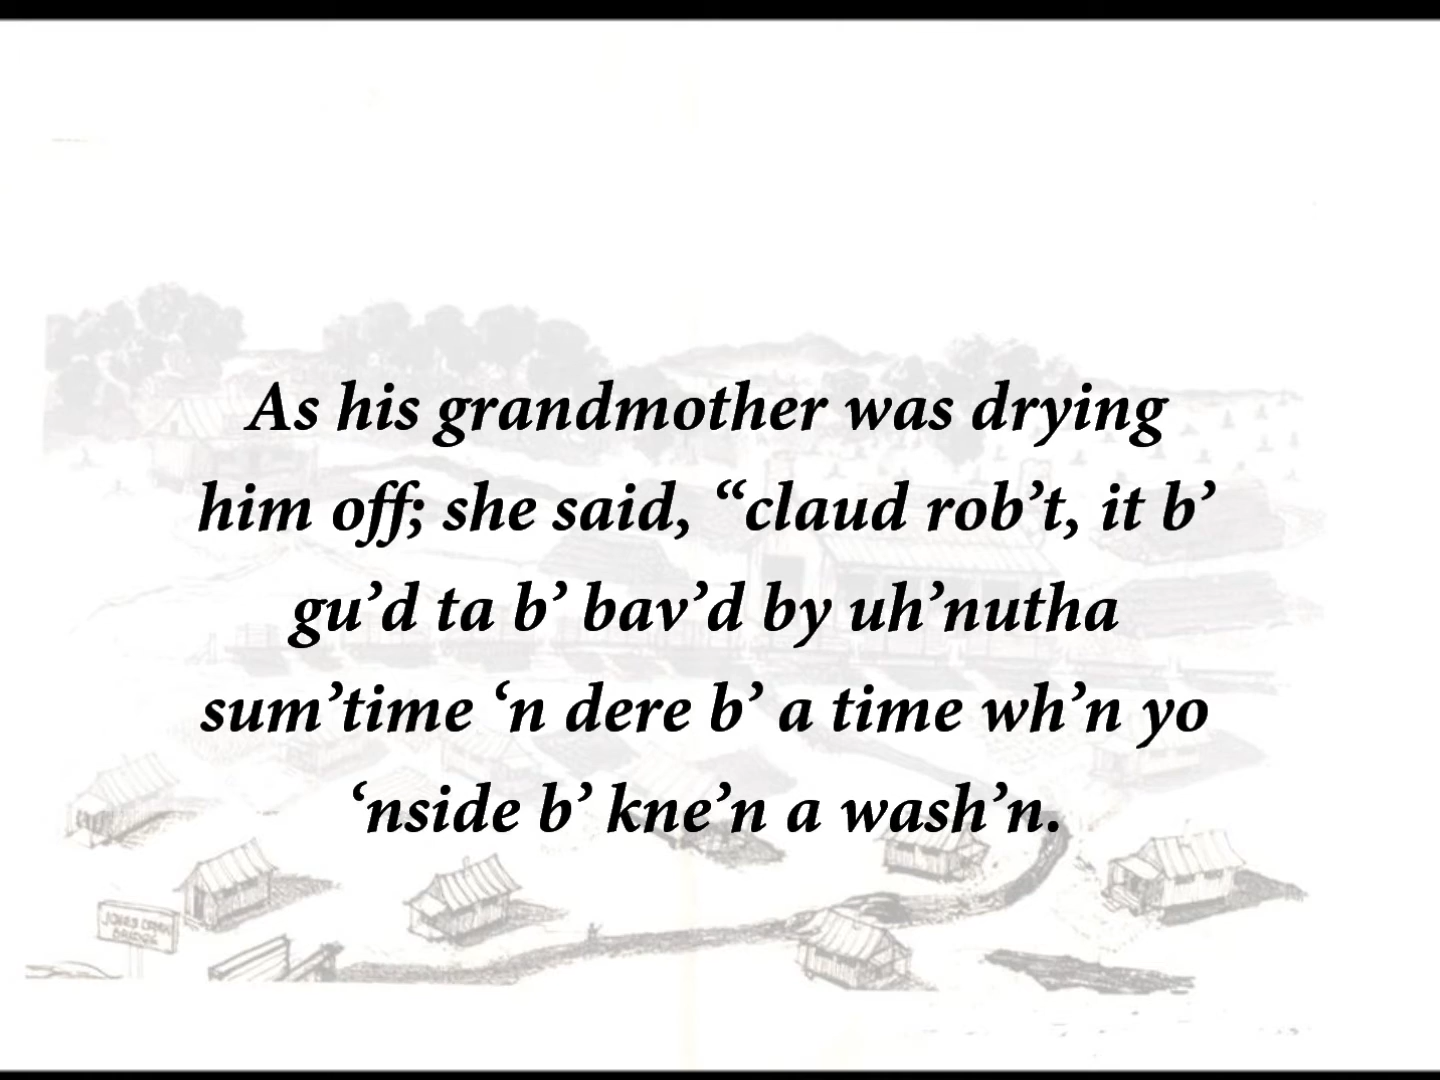 As his grandmother was drying
him off; she said, “claud rob’t, it b’
gu’d ta b’ bav’d by uh’nutha
sum’time ‘n dere b’ a time wh’n yo
‘nside b’ kne’n a wash’n.